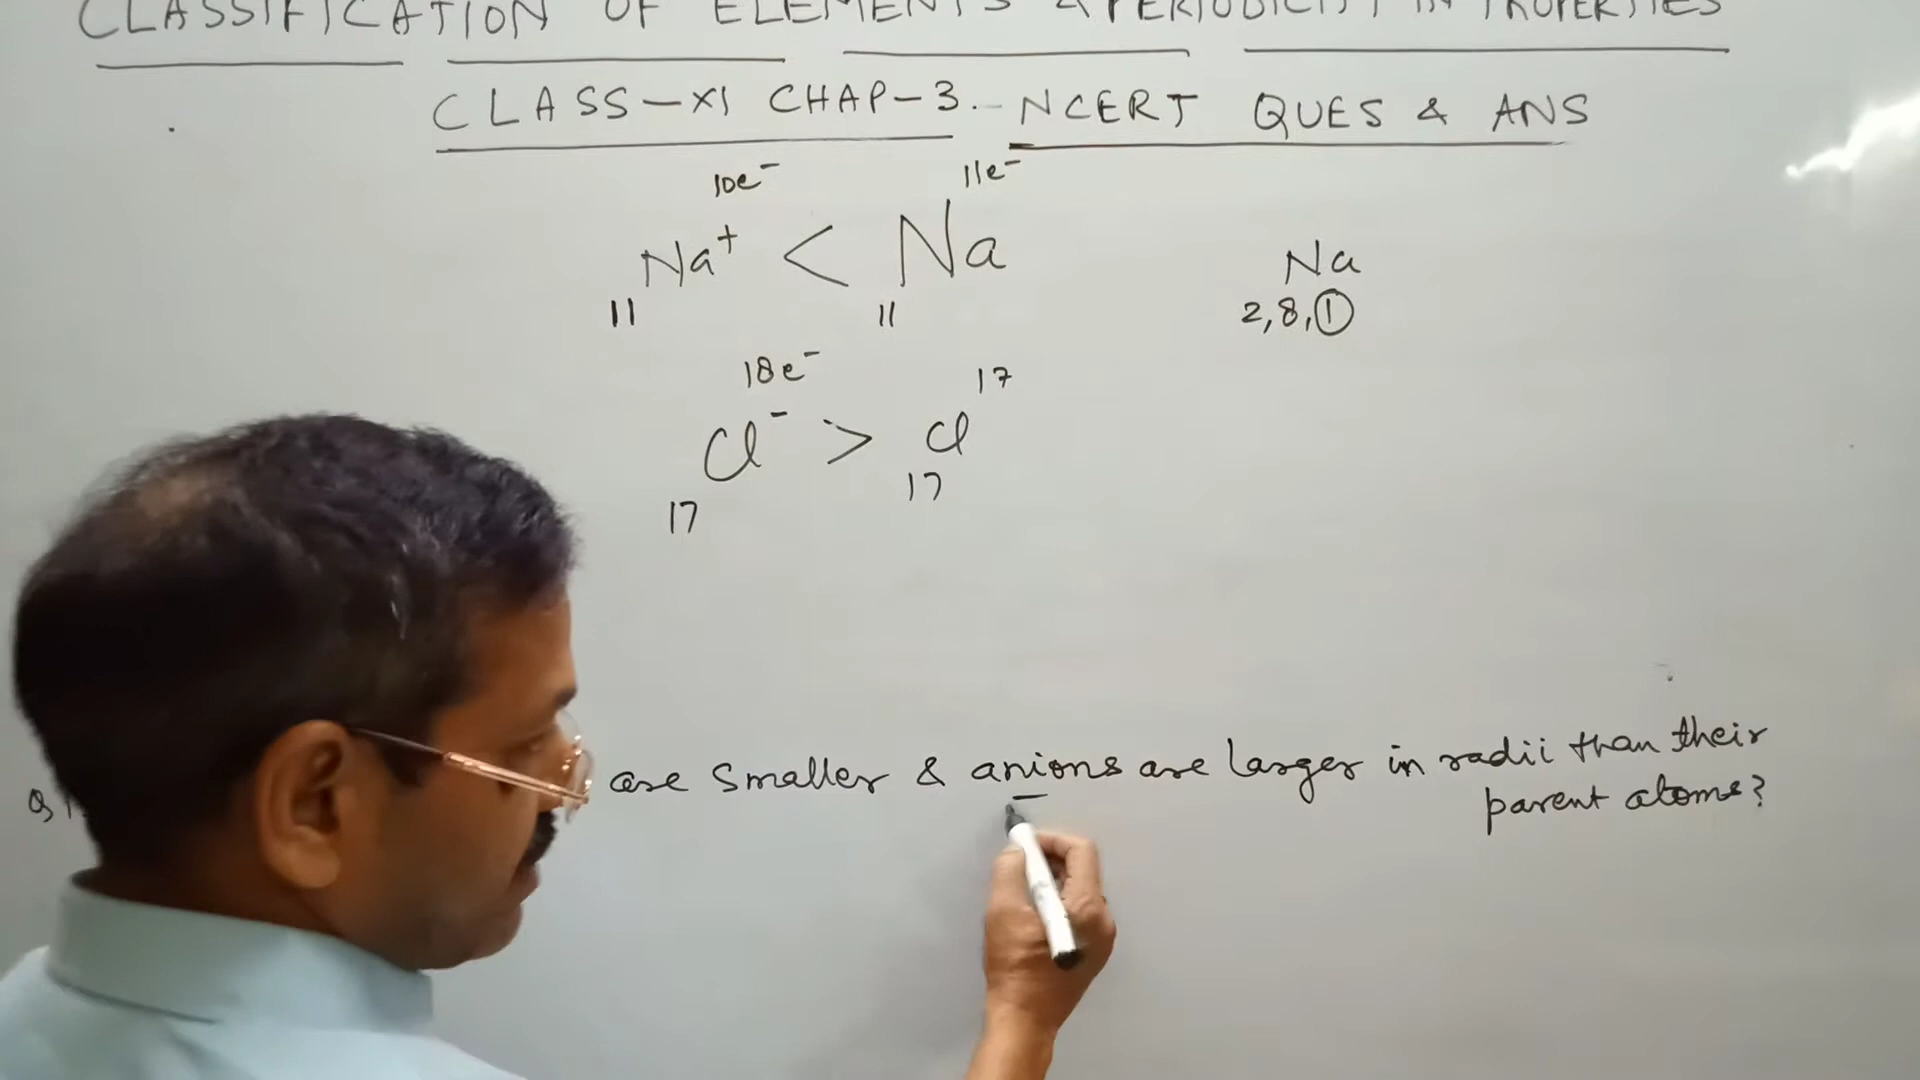 CLASSIFICATION OF ELEMENTS & PERIODICITY IN PROPERTIES
CLASS-XI CHAP-3. NCERT QUES & ANS
10e⁻ 11e⁻
Na⁺ < Na Na
11 11 2,8,1
18e⁻ 17
Cl⁻ > Cl
17 17
are smaller & anions are larger in radii than their
parent atoms?